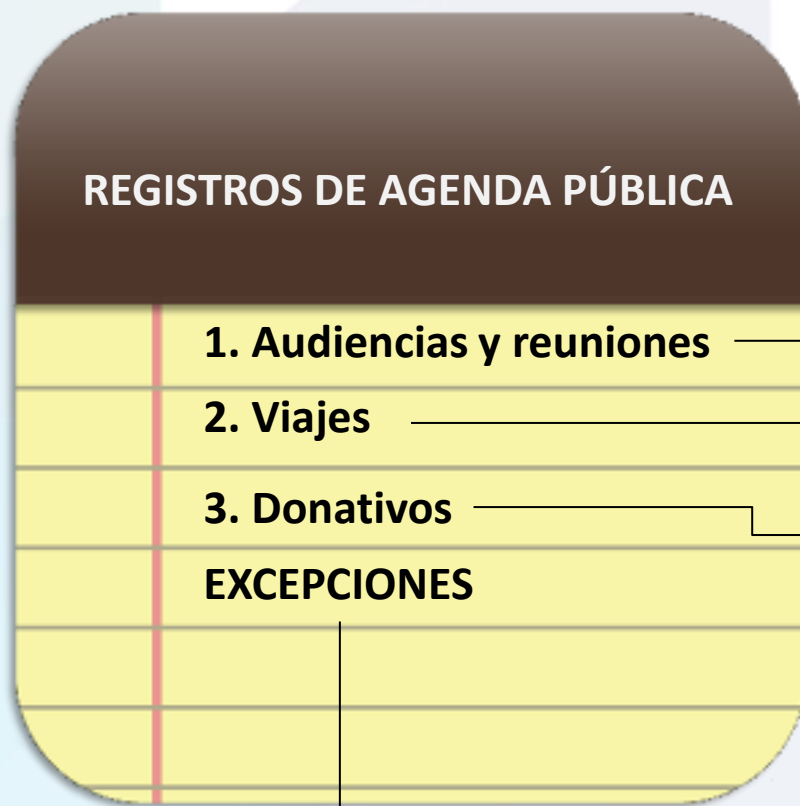 REGISTROS DE AGENDA PÚBLICA
1. Audiencias y reuniones
2. Viajes
3. Donativos
EXCEPCIONES